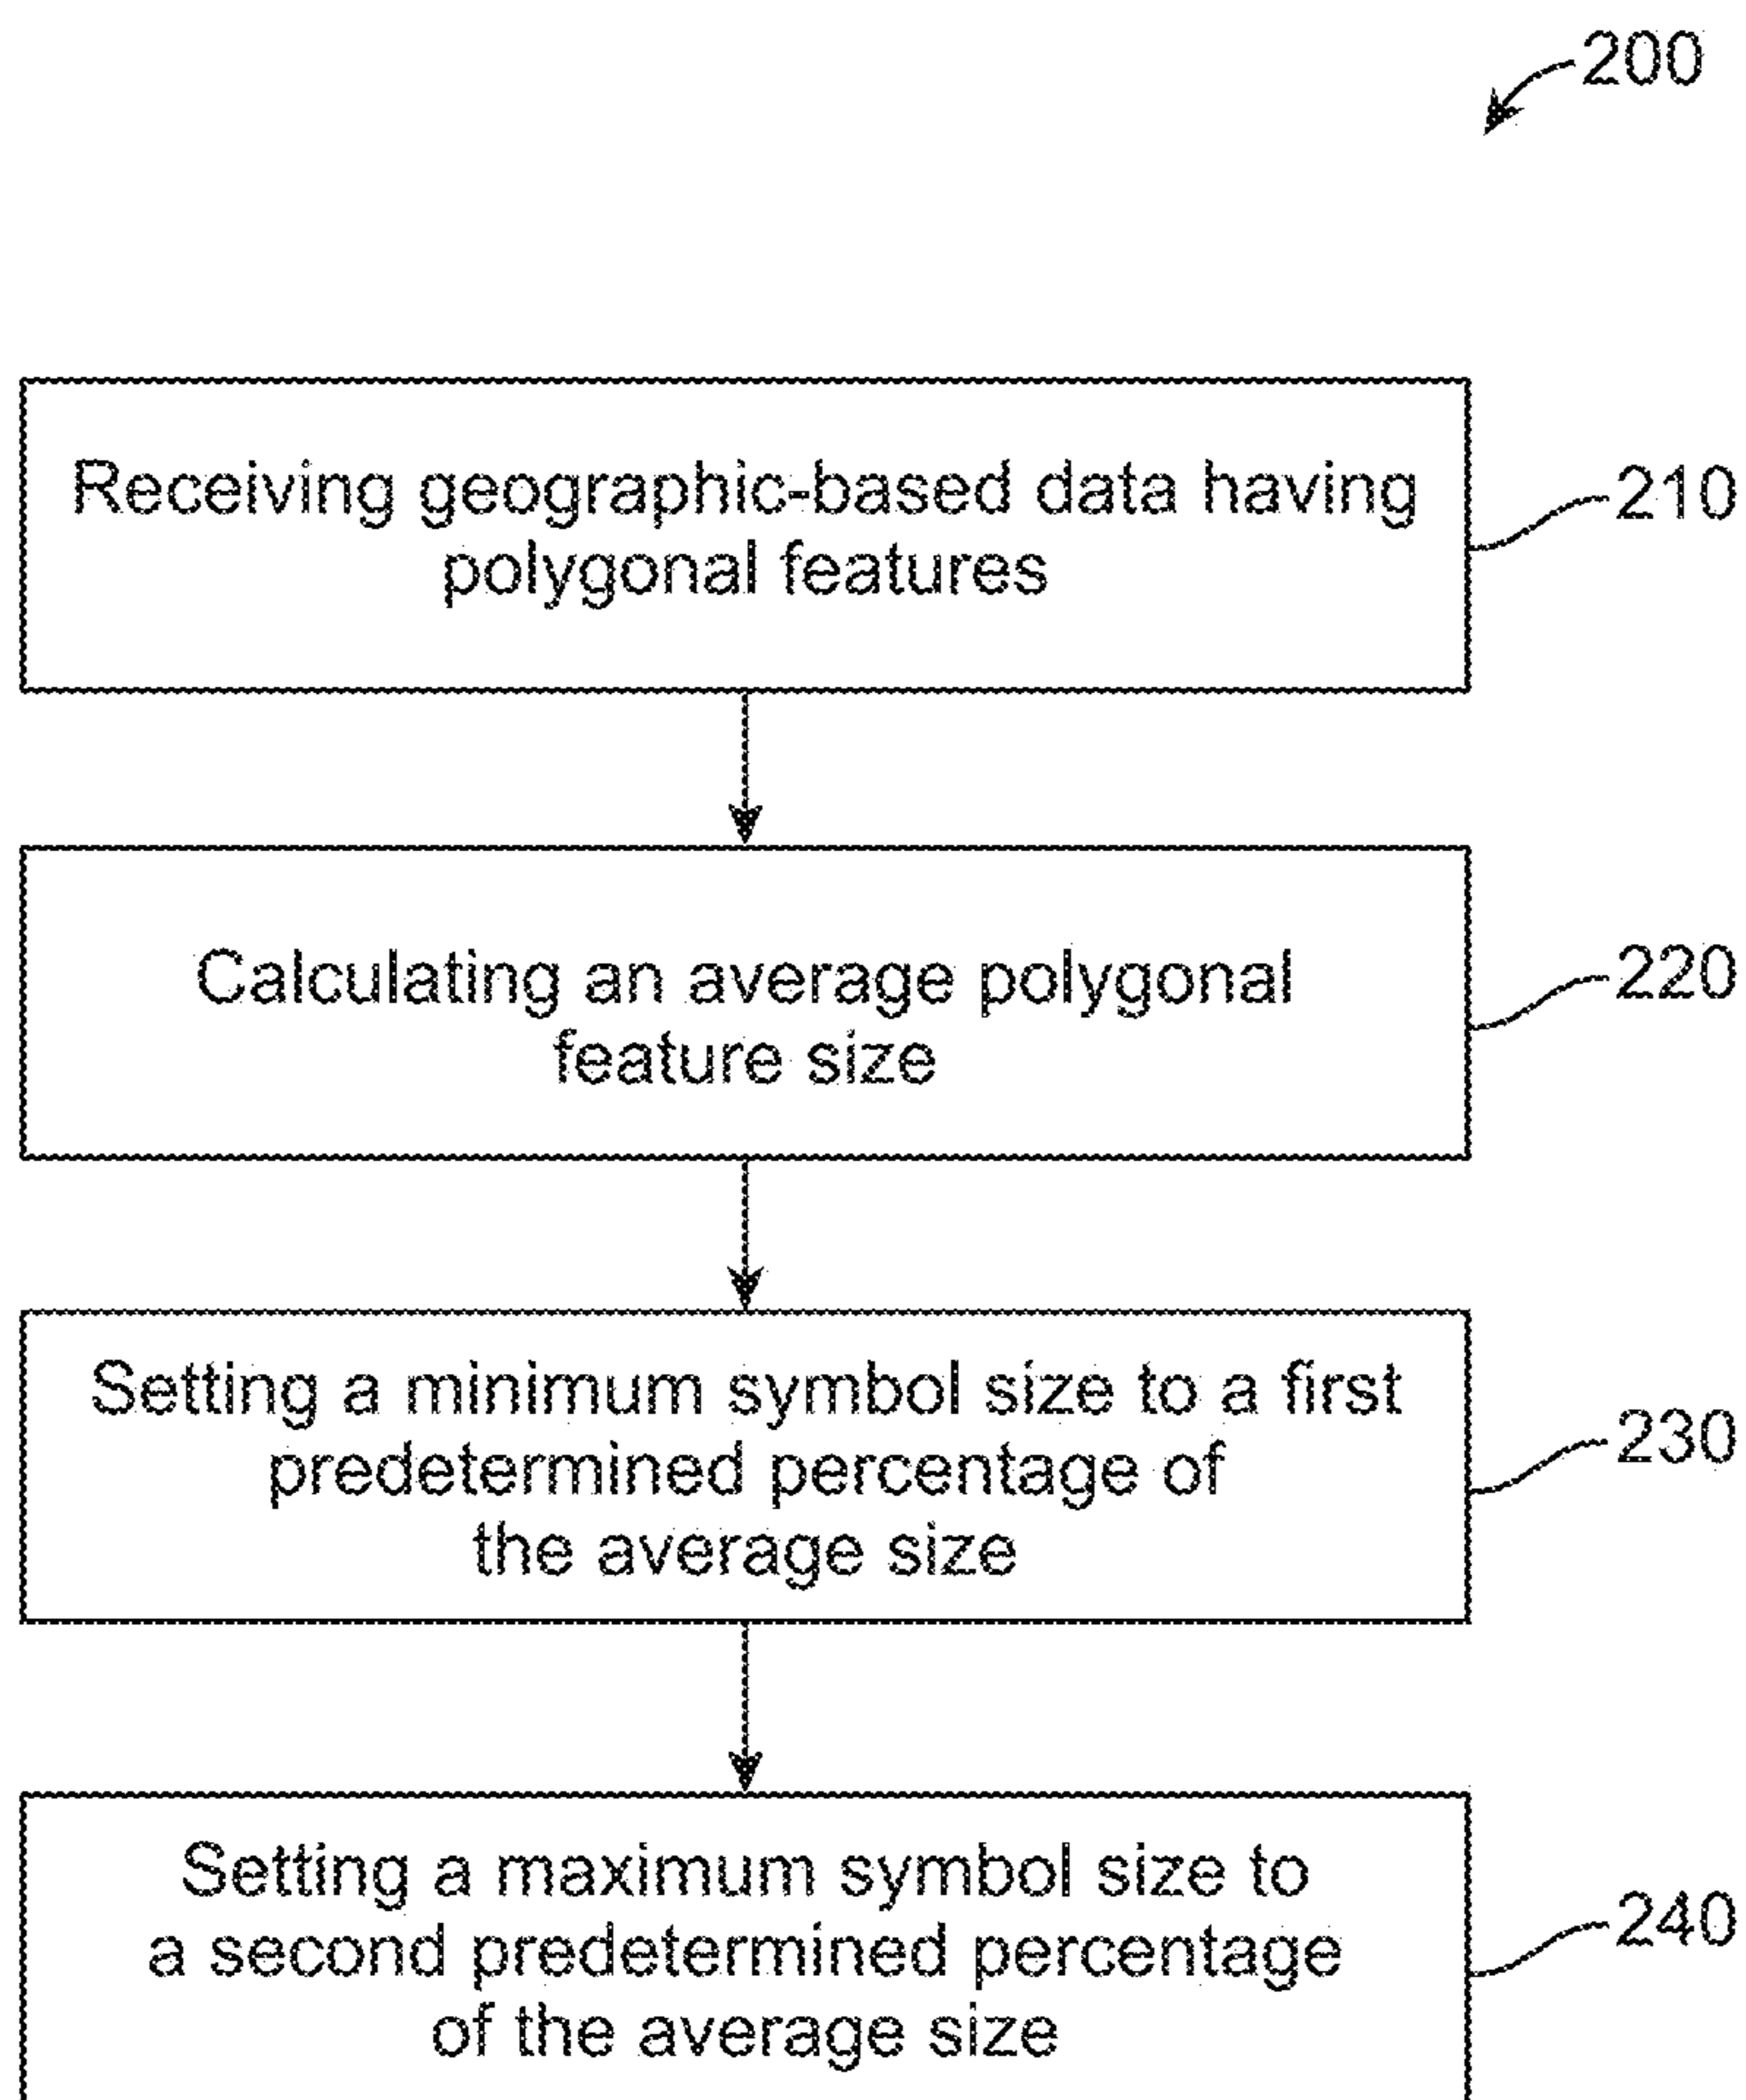 200
Receiving geographic-based data having
polygonal features
210
Calculating an average polygonal
feature size
220
Setting a minimum symbol size to a first
predetermined percentage of
the average size
230
Setting a maximum symbol size to
a second predetermined percentage
of the average size
240